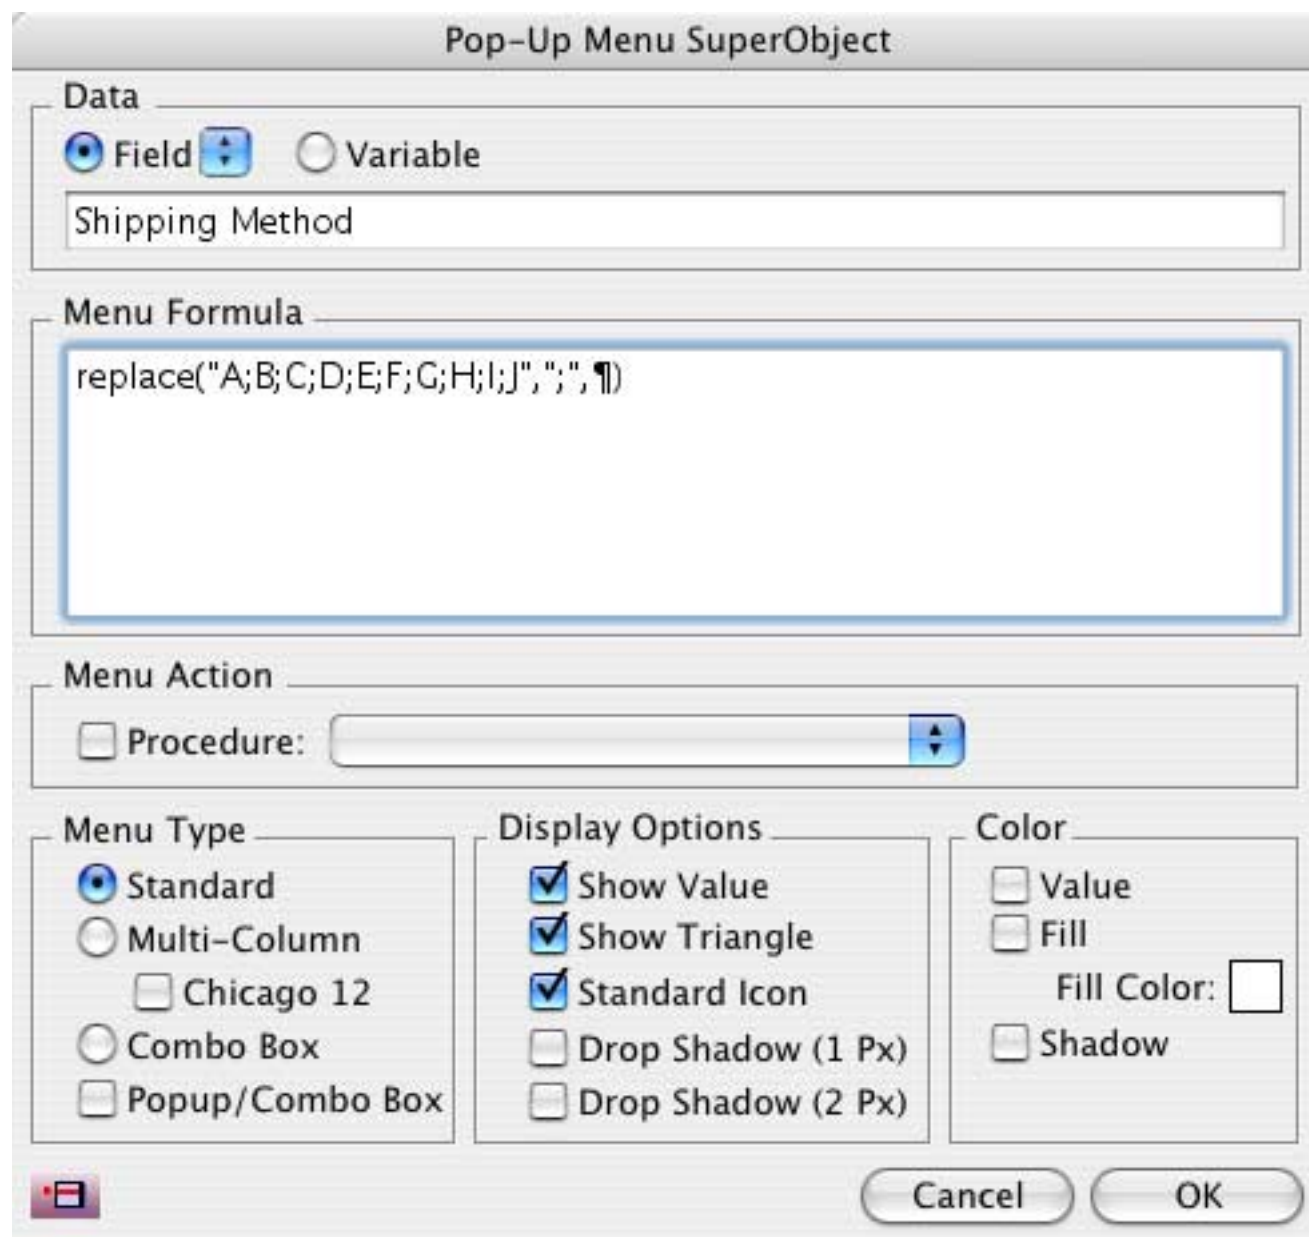 Pop-Up Menu SuperObject
Data
Field Variable
Shipping Method
Menu Formula
replace("A;B;C;D;E;F;G;H;I;J",";",¶)
Menu Action
Procedure:
Menu Type
Standard
Multi-Column
Chicago 12
Combo Box
Popup/Combo Box
Display Options
Show Value
Show Triangle
Standard Icon
Drop Shadow (1 Px)
Drop Shadow (2 Px)
Color
Value
Fill
Fill Color:
Shadow
Cancel OK